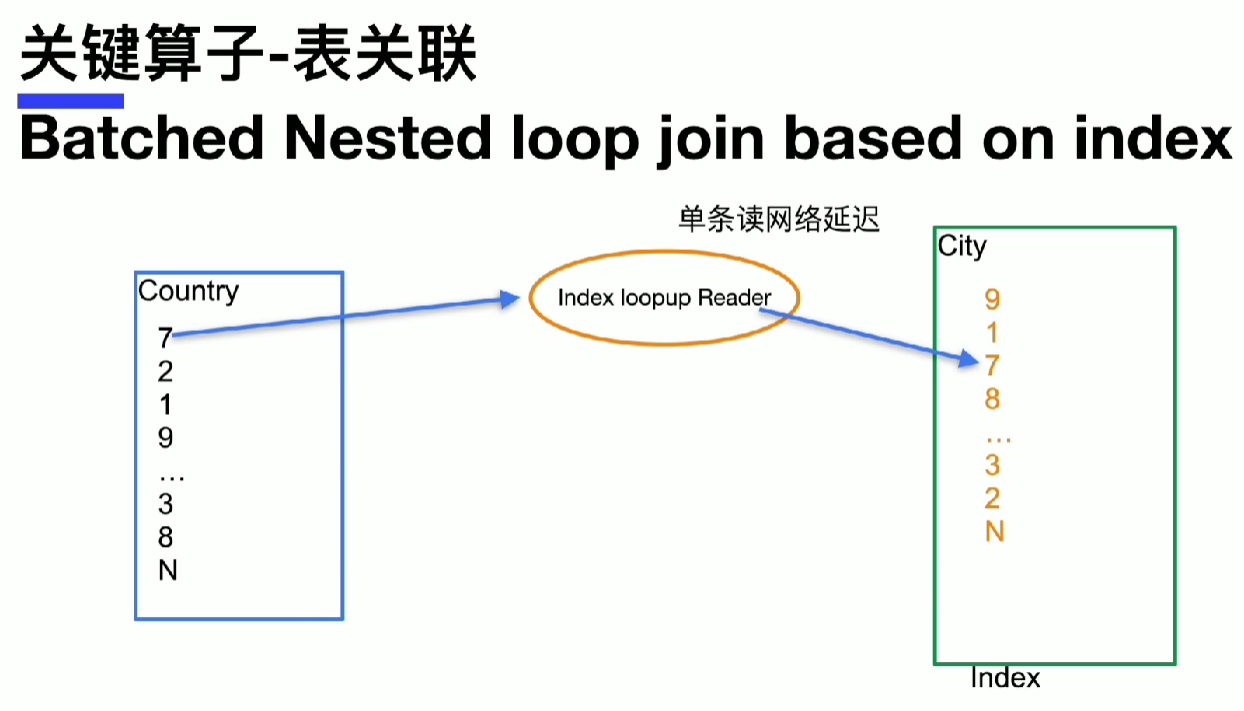 关键算子-表关联
Batched Nested loop join based on index
单条读网络延迟
Country
7
2
1
9
…
3
8
N
Index loopup Reader
City
9
1
7
8
…
3
2
N
Index